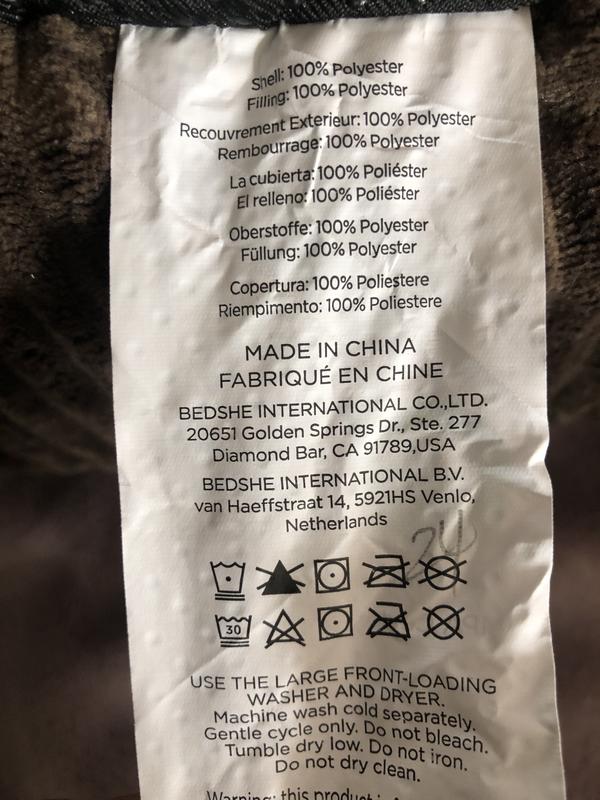 Shell: 100% Polyester
Filling: 100% Polyester
Recouvrement Exterieur: 100% Polyester
Rembourrage: 100% Polyester
La cubierta: 100% Poliéster
El relleno: 100% Poliéster
Oberstoffe: 100% Polyester
Füllung: 100% Polyester
Copertura: 100% Poliestere
Riempimento: 100% Poliestere
MADE IN CHINA
FABRIQUÉ EN CHINE
BEDSHE INTERNATIONAL CO.,LTD.
20651 Golden Springs Dr., Ste. 277
Diamond Bar, CA 91789,USA
BEDSHE INTERNATIONAL B.V.
van Haeffstraat 14, 5921HS Venlo,
Netherlands
24
30
USE THE LARGE FRONT-LOADING
WASHER AND DRYER.
Machine wash cold separately.
Gentle cycle only. Do not bleach.
Tumble dry low. Do not iron.
Do not dry clean.
Warning: this product